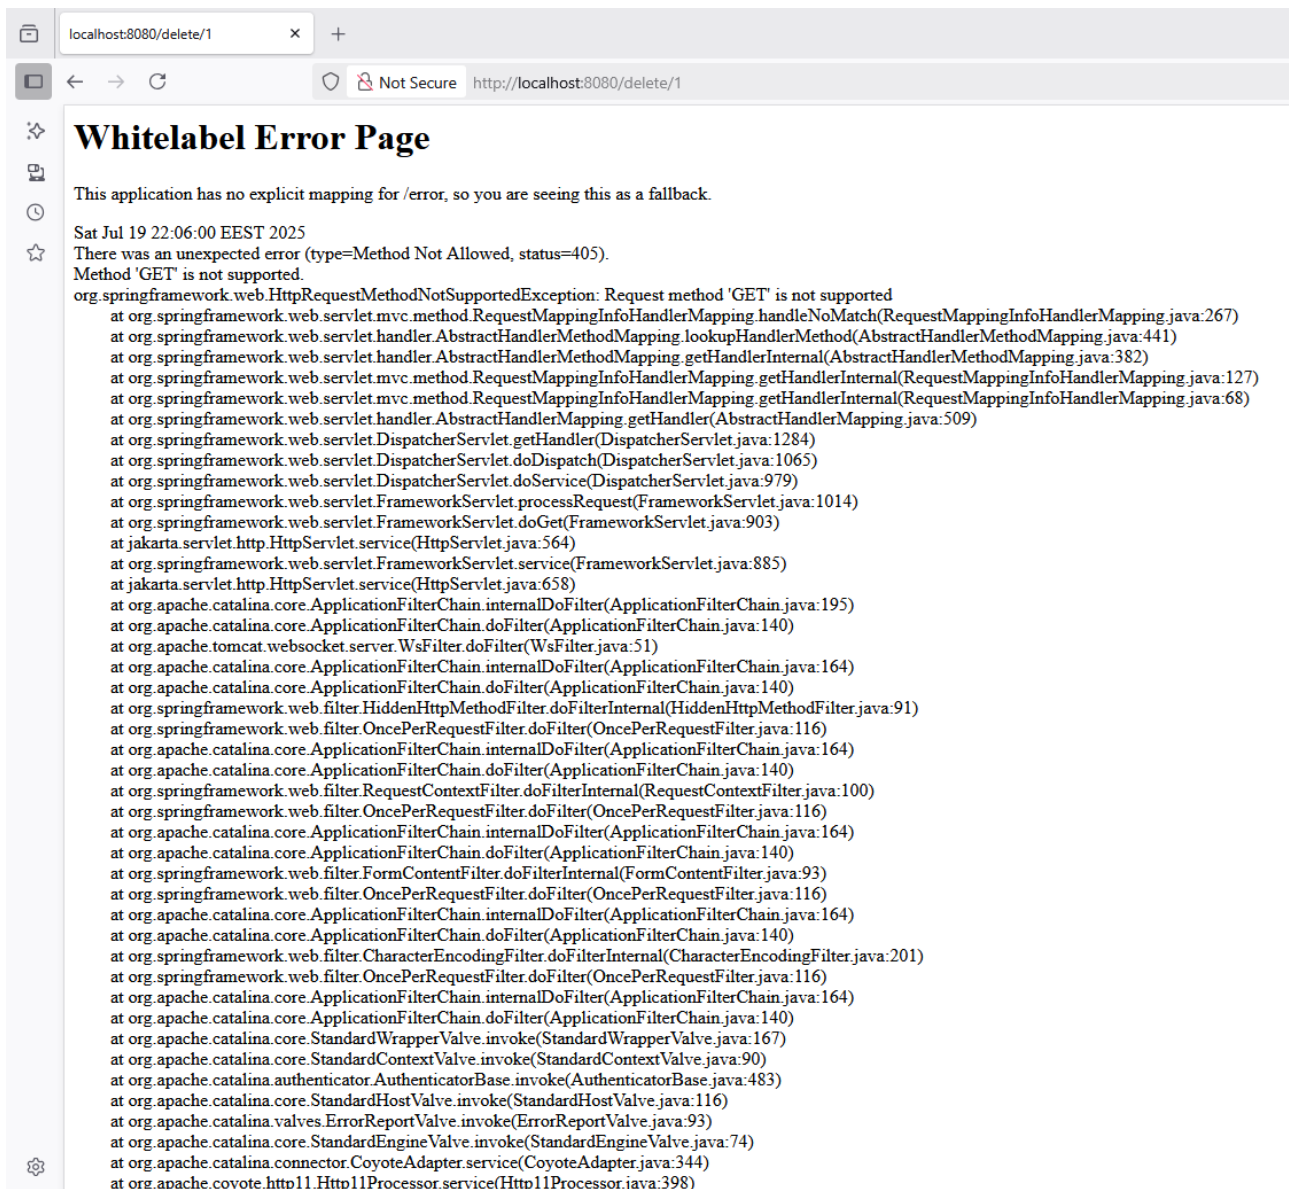 localhost:8080/delete/1
Not Secure http://localhost:8080/delete/1
Whitelabel Error Page
This application has no explicit mapping for /error, so you are seeing this as a fallback.
Sat Jul 19 22:06:00 EEST 2025
There was an unexpected error (type=Method Not Allowed, status=405).
Method 'GET' is not supported.
org.springframework.web.HttpRequestMethodNotSupportedException: Request method 'GET' is not supported
at org.springframework.web.servlet.mvc.method.RequestMappingInfoHandlerMapping.handleNoMatch(RequestMappingInfoHandlerMapping.java:267)
at org.springframework.web.servlet.handler.AbstractHandlerMethodMapping.lookupHandlerMethod(AbstractHandlerMethodMapping.java:441)
at org.springframework.web.servlet.handler.AbstractHandlerMethodMapping.getHandlerInternal(AbstractHandlerMethodMapping.java:382)
at org.springframework.web.servlet.mvc.method.RequestMappingInfoHandlerMapping.getHandlerInternal(RequestMappingInfoHandlerMapping.java:127)
at org.springframework.web.servlet.mvc.method.RequestMappingInfoHandlerMapping.getHandlerInternal(RequestMappingInfoHandlerMapping.java:68)
at org.springframework.web.servlet.handler.AbstractHandlerMapping.getHandler(AbstractHandlerMapping.java:509)
at org.springframework.web.servlet.DispatcherServlet.getHandler(DispatcherServlet.java:1284)
at org.springframework.web.servlet.DispatcherServlet.doDispatch(DispatcherServlet.java:1065)
at org.springframework.web.servlet.DispatcherServlet.doService(DispatcherServlet.java:979)
at org.springframework.web.servlet.FrameworkServlet.processRequest(FrameworkServlet.java:1014)
at org.springframework.web.servlet.FrameworkServlet.doGet(FrameworkServlet.java:903)
at jakarta.servlet.http.HttpServlet.service(HttpServlet.java:564)
at org.springframework.web.servlet.FrameworkServlet.service(FrameworkServlet.java:885)
at jakarta.servlet.http.HttpServlet.service(HttpServlet.java:658)
at org.apache.catalina.core.ApplicationFilterChain.internalDoFilter(ApplicationFilterChain.java:195)
at org.apache.catalina.core.ApplicationFilterChain.doFilter(ApplicationFilterChain.java:140)
at org.apache.tomcat.websocket.server.WsFilter.doFilter(WsFilter.java:51)
at org.apache.catalina.core.ApplicationFilterChain.internalDoFilter(ApplicationFilterChain.java:164)
at org.apache.catalina.core.ApplicationFilterChain.doFilter(ApplicationFilterChain.java:140)
at org.springframework.web.filter.HiddenHttpMethodFilter.doFilterInternal(HiddenHttpMethodFilter.java:91)
at org.springframework.web.filter.OncePerRequestFilter.doFilter(OncePerRequestFilter.java:116)
at org.apache.catalina.core.ApplicationFilterChain.internalDoFilter(ApplicationFilterChain.java:164)
at org.apache.catalina.core.ApplicationFilterChain.doFilter(ApplicationFilterChain.java:140)
at org.springframework.web.filter.RequestContextFilter.doFilterInternal(RequestContextFilter.java:100)
at org.springframework.web.filter.OncePerRequestFilter.doFilter(OncePerRequestFilter.java:116)
at org.apache.catalina.core.ApplicationFilterChain.internalDoFilter(ApplicationFilterChain.java:164)
at org.apache.catalina.core.ApplicationFilterChain.doFilter(ApplicationFilterChain.java:140)
at org.springframework.web.filter.FormContentFilter.doFilterInternal(FormContentFilter.java:93)
at org.springframework.web.filter.OncePerRequestFilter.doFilter(OncePerRequestFilter.java:116)
at org.apache.catalina.core.ApplicationFilterChain.internalDoFilter(ApplicationFilterChain.java:164)
at org.apache.catalina.core.ApplicationFilterChain.doFilter(ApplicationFilterChain.java:140)
at org.springframework.web.filter.CharacterEncodingFilter.doFilterInternal(CharacterEncodingFilter.java:201)
at org.springframework.web.filter.OncePerRequestFilter.doFilter(OncePerRequestFilter.java:116)
at org.apache.catalina.core.ApplicationFilterChain.internalDoFilter(ApplicationFilterChain.java:164)
at org.apache.catalina.core.ApplicationFilterChain.doFilter(ApplicationFilterChain.java:140)
at org.apache.catalina.core.StandardWrapperValve.invoke(StandardWrapperValve.java:167)
at org.apache.catalina.core.StandardContextValve.invoke(StandardContextValve.java:90)
at org.apache.catalina.authenticator.AuthenticatorBase.invoke(AuthenticatorBase.java:483)
at org.apache.catalina.core.StandardHostValve.invoke(StandardHostValve.java:116)
at org.apache.catalina.valves.ErrorReportValve.invoke(ErrorReportValve.java:93)
at org.apache.catalina.core.StandardEngineValve.invoke(StandardEngineValve.java:74)
at org.apache.catalina.connector.CoyoteAdapter.service(CoyoteAdapter.java:344)
at org.apache.coyote.http11.Http11Processor.service(Http11Processor.java:398)